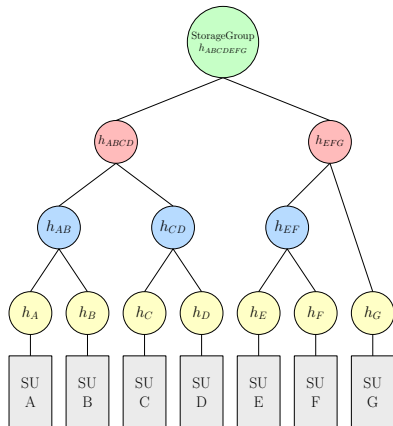 StorageGroup
h_ABCDEFG
h_ABCD
h_EFG
h_AB
h_CD
h_EF
h_A
h_B
h_C
h_D
h_E
h_F
h_G
SU
A
SU
B
SU
C
SU
D
SU
E
SU
F
SU
G